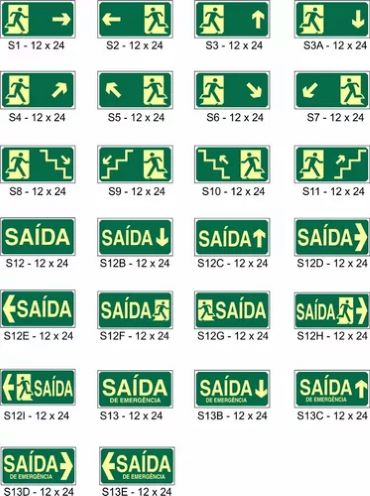 S1 - 12 x 24
S2 - 12 x 24
S3 - 12 x 24
S3A - 12 x 24
S4 - 12 x 24
S5 - 12 x 24
S6 - 12 x 24
S7 - 12 x 24
S8 - 12 x 24
S9 - 12 x 24
S10 - 12 x 24
S11 - 12 x 24
SAÍDA
SAÍDA
SAÍDA
SAÍDA
S12 - 12 x 24
S12B - 12 x 24
S12C - 12 x 24
S12D - 12 x 24
SAÍDA
SAÍDA
SAÍDA
SAÍDA
S12E - 12 x 24
S12F - 12 x 24
S12G - 12 x 24
S12H - 12 x 24
SAÍDA
SAÍDA
DE EMERGÊNCIA
SAÍDA
DE EMERGÊNCIA
SAÍDA
DE EMERGÊNCIA
S12I - 12 x 24
S13 - 12 x 24
S13B - 12 x 24
S13C - 12 x 24
SAÍDA
DE EMERGÊNCIA
SAÍDA
DE EMERGÊNCIA
S13D - 12 x 24
S13E - 12 x 24